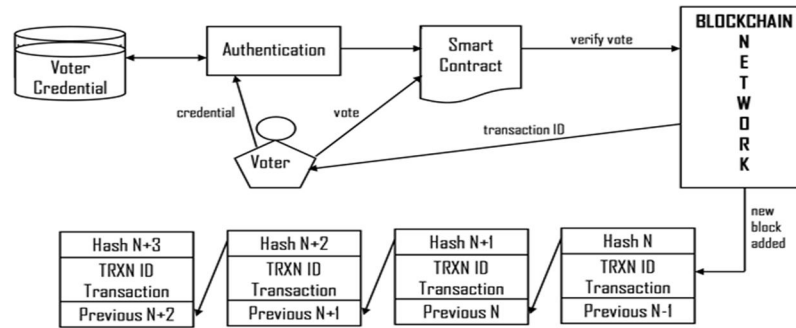 Voter
Credential
Authentication
Smart
Contract
verify vote
BLOCKCHAIN
N
E
T
W
O
R
K
credential
vote
transaction ID
Voter
new
block
added
Hash N+3
TRXN ID
Transaction
Previous N+2
Hash N+2
TRXN ID
Transaction
Previous N+1
Hash N+1
TRXN ID
Transaction
Previous N
Hash N
TRXN ID
Transaction
Previous N-1